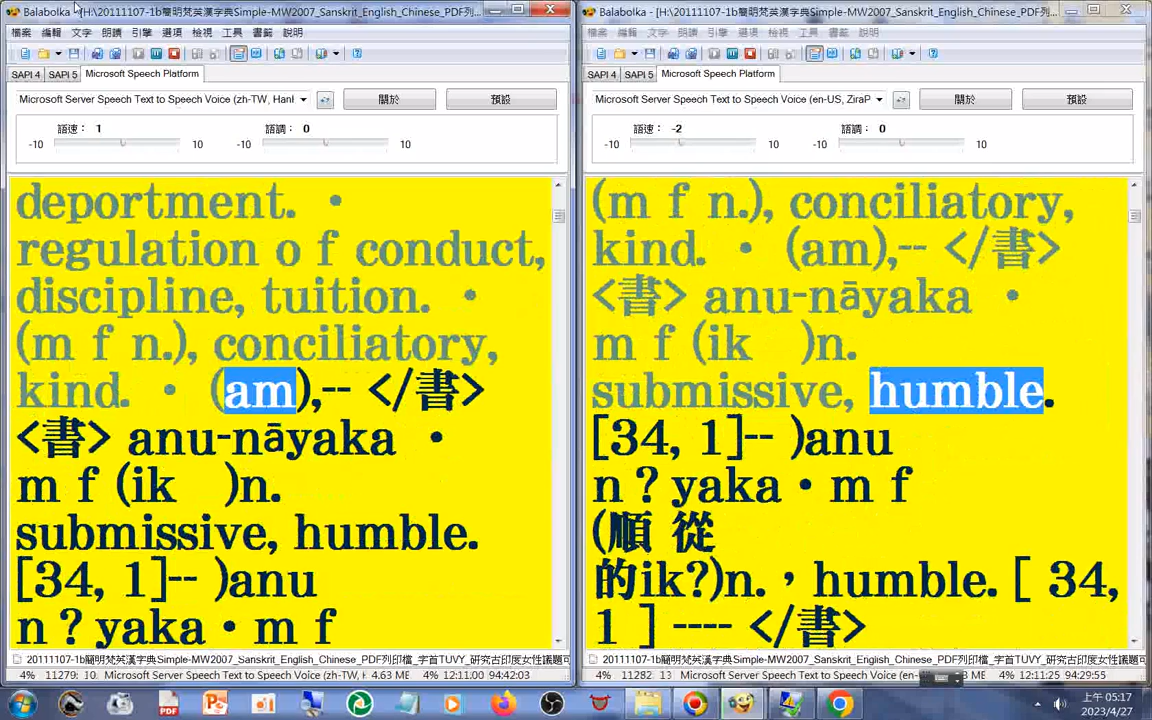 Balabolka - [H:\20111107-1b簡明梵英漢字典Simple-MW2007_Sanskrit_English_Chinese_PDF列...
檔案 編輯 文字 朗讀 引擎 選項 檢視 工具 書籤 說明
SAPI 4 SAPI 5 Microsoft Speech Platform
Microsoft Server Speech Text to Speech Voice (zh-TW, Hanl 關於 預設
語速： 1 語調： 0
-10 10 -10 10
deportment. •
regulation o f conduct,
discipline, tuition. •
(m f n.), conciliatory,
kind. • (am),-- </書>
<書> anu-nāyaka •
m f (ik )n.
submissive, humble.
[34, 1]-- )anu
n？yaka • m f
20111107-1b簡明梵英漢字典Simple-MW2007_Sanskrit_English_Chinese_PDF列印檔_字首TUVY_研究古印度女性議題可
4% 11279: 10. Microsoft Server Speech Text to Speech Voice (zh-TW, H 4.63 ME 4% 12:11:00 94:42:03
Balabolka - [H:\20111107-1b簡明梵英漢字典Simple-MW2007_Sanskrit_English_Chinese_PDF列...
檔案 編輯 文字 朗讀 引擎 選項 檢視 工具 書籤 說明
SAPI 4 SAPI 5 Microsoft Speech Platform
Microsoft Server Speech Text to Speech Voice (en-US, ZiraP 關於 預設
語速： -2 語調： 0
-10 10 -10 10
(m f n.), conciliatory,
kind. • (am),-- </書>
<書> anu-nāyaka •
m f (ik )n.
submissive, humble.
[34, 1]-- )anu
n？yaka • m f
(順 從
的ik?)n.，humble. [ 34,
1 ] ---- </書>
20111107-1b簡明梵英漢字典Simple-MW2007_Sanskrit_English_Chinese_PDF列印檔_字首TUVY_研究古印度女性議題可
4% 11282 13 Microsoft Server Speech Text to Speech Voice (en-US, Z 4.63 ME 4% 12:11:25 94:29:55
上午 05:17
2023/4/27